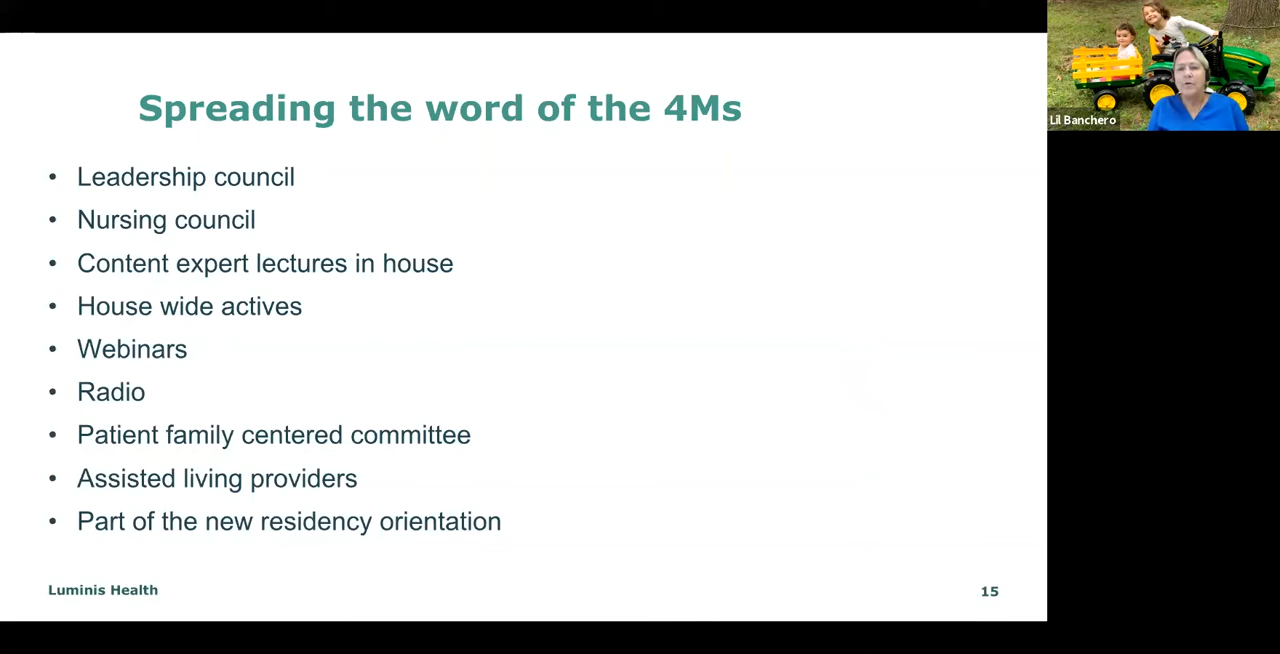 Spreading the word of the 4Ms
• Leadership council
• Nursing council
• Content expert lectures in house
• House wide actives
• Webinars
• Radio
• Patient family centered committee
• Assisted living providers
• Part of the new residency orientation
Luminis Health
15
Lil Banchero